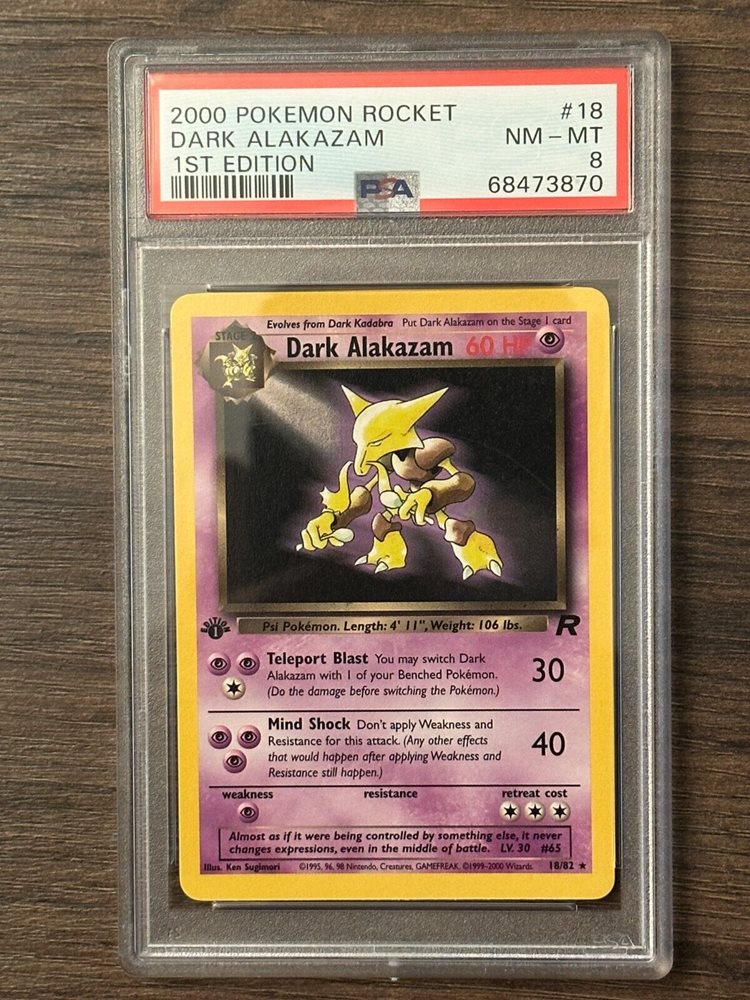 2000 POKEMON ROCKET #18
DARK ALAKAZAM NM - MT
1ST EDITION 8
PSA 68473870
Evolves from Dark Kadabra Put Dark Alakazam on the Stage 1 card
STAGE
Dark Alakazam 60 HP
EDITION
1
Psi Pokémon. Length: 4' 11", Weight: 106 lbs.
R
Teleport Blast You may switch Dark
Alakazam with 1 of your Benched Pokémon.
(Do the damage before switching the Pokémon.)
30
Mind Shock Don't apply Weakness and
Resistance for this attack. (Any other effects
that would happen after applying Weakness and
Resistance still happen.)
40
weakness resistance retreat cost
Almost as if it were being controlled by something else, it never
changes expressions, even in the middle of battle. LV. 30 #65
Illus. Ken Sugimori ©1995, 96, 98 Nintendo, Creatures, GAMEFREAK. ©1999-2000 Wizards. 18/82 ★